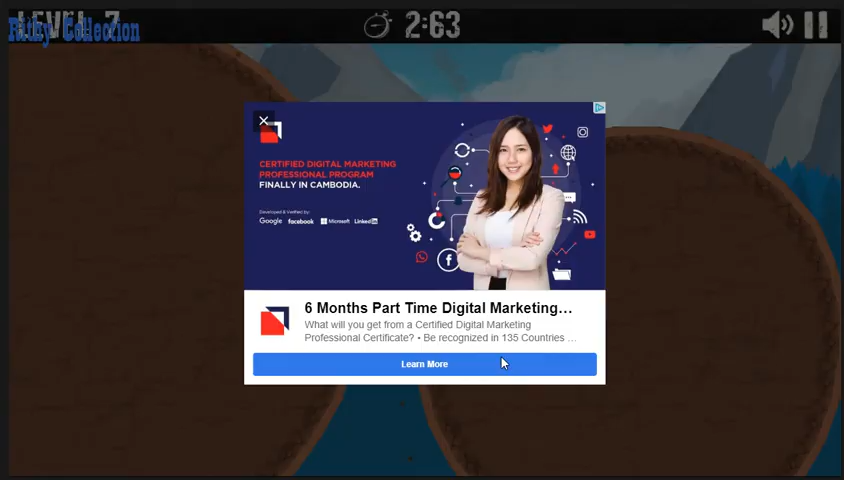 LEVEL 7
Rithy Collection
2:63
CERTIFIED DIGITAL MARKETING
PROFESSIONAL PROGRAM
FINALLY IN CAMBODIA.
Developed & Verified by:
Google facebook Microsoft LinkedIn
6 Months Part Time Digital Marketing...
What will you get from a Certified Digital Marketing
Professional Certificate? • Be recognized in 135 Countries ...
Learn More